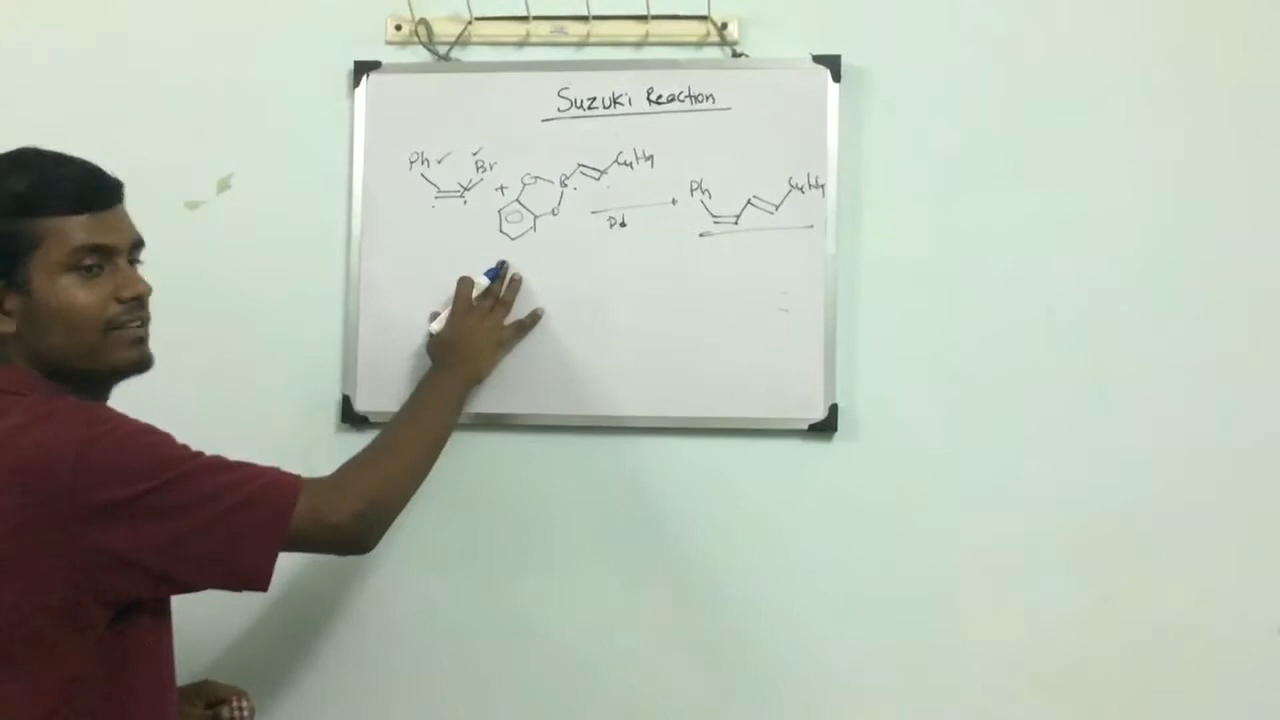 Suzuki Reaction
Ph Br + O B O C4H9
Pd
Ph C4H9